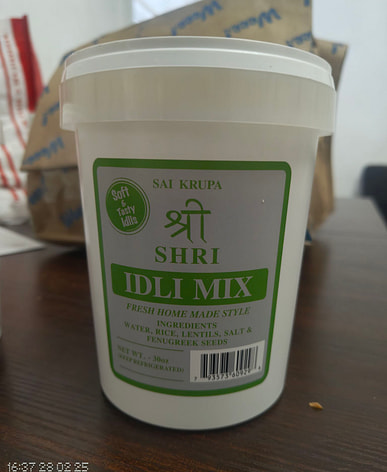 SAI KRUPA
श्री
SHRI
Soft
&
Tasty
Idlis
IDLI MIX
FRESH HOME MADE STYLE
INGREDIENTS
WATER, RICE, LENTILS, SALT &
FENUGREEK SEEDS
NET WT. - 30oz
(KEEP REFRIGERATED)
16:37 28 02 25